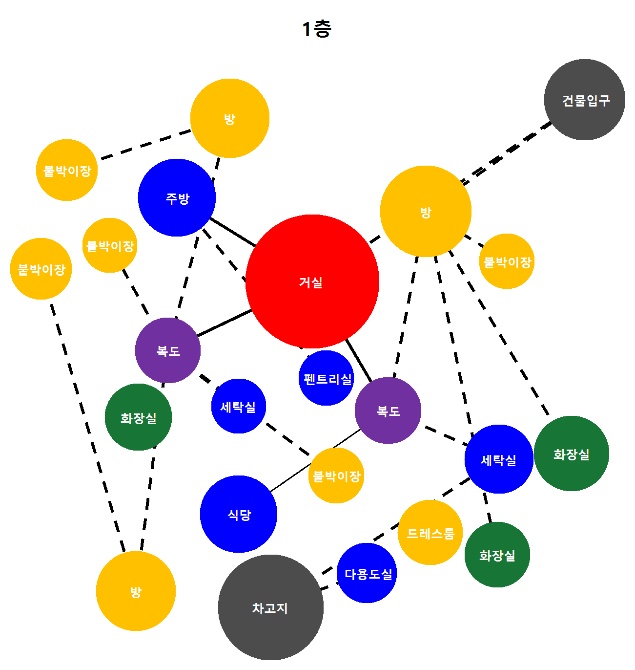 1층
건물입구
방
붙박이장
주방
방
붙박이장
붙박이장
붙박이장
거실
복도
펜트리실
세탁실
복도
화장실
세탁실
화장실
붙박이장
식당
드레스룸
화장실
다용도실
방
차고지